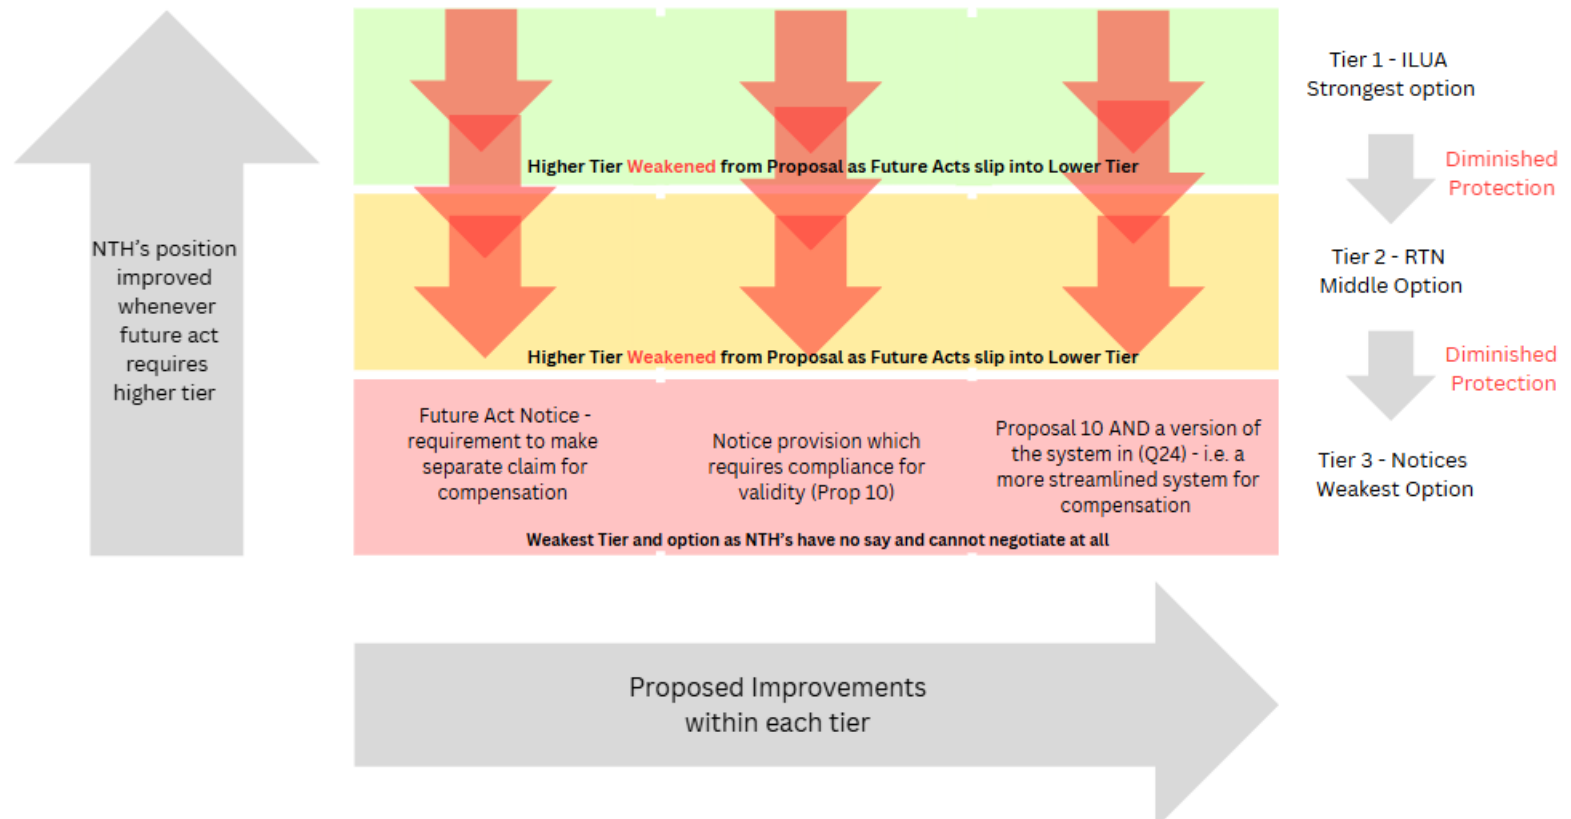 NTH's position
improved
whenever
future act
requires
higher tier
Higher Tier Weakened from Proposal as Future Acts slip into Lower Tier
Higher Tier Weakened from Proposal as Future Acts slip into Lower Tier
Future Act Notice -
requirement to make
separate claim for
compensation
Notice provision which
requires compliance for
validity (Prop 10)
Proposal 10 AND a version of
the system in (Q24) - i.e. a
more streamlined system for
compensation
Weakest Tier and option as NTH's have no say and cannot negotiate at all
Tier 1 - ILUA
Strongest option
Diminished
Protection
Tier 2 - RTN
Middle Option
Diminished
Protection
Tier 3 - Notices
Weakest Option
Proposed Improvements
within each tier